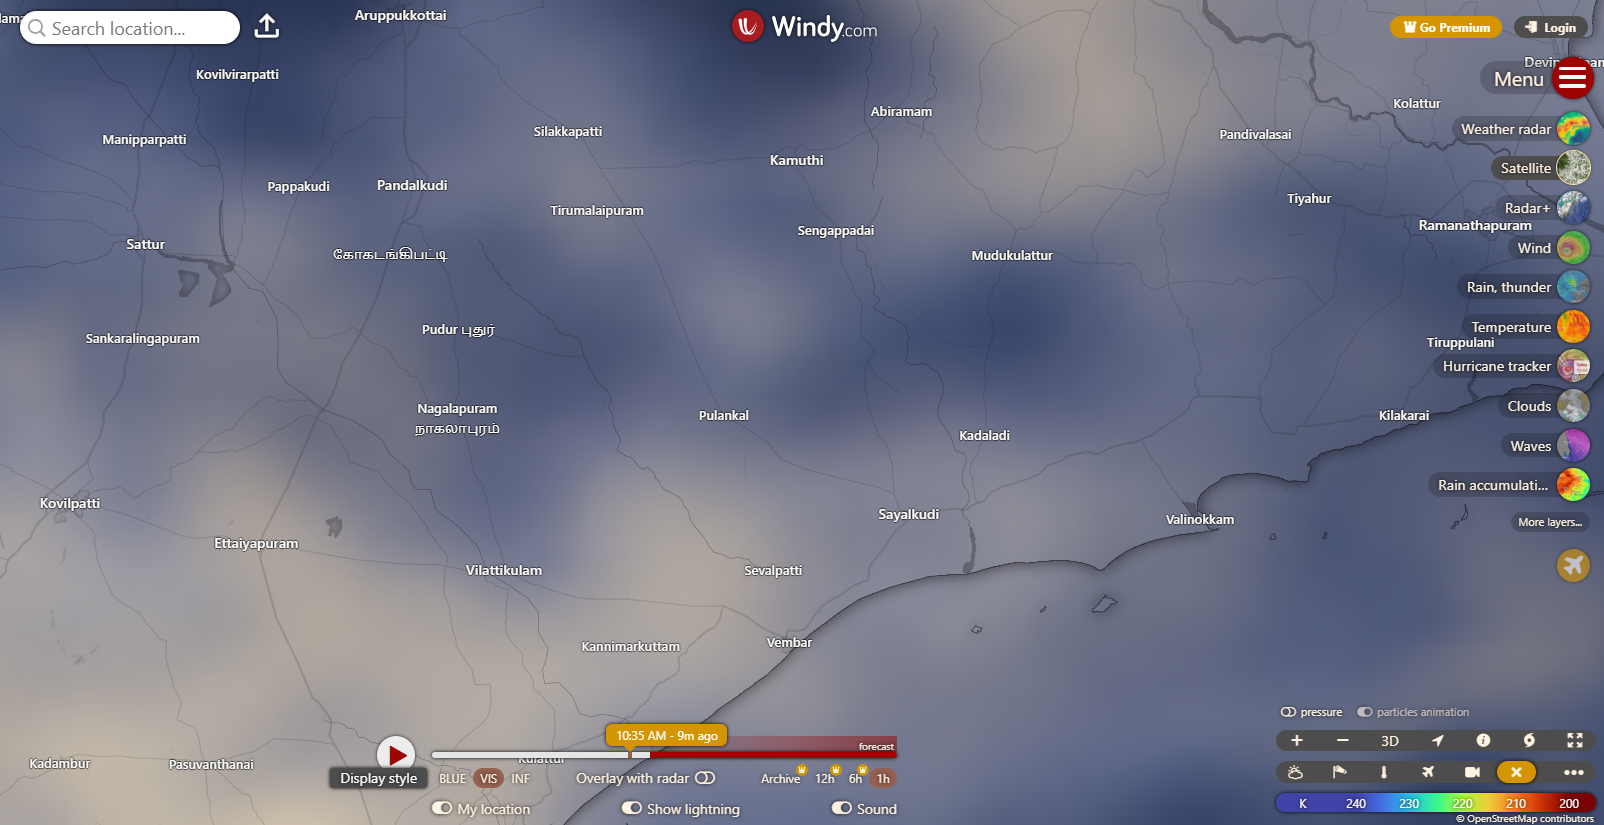 Aruppukkottai
Search location...
Windy.com
Go Premium
Login
Menu
Kovilvirarpatti
Kolattur
Abiramam
Silakkapatti
Pandivalasai
Weather radar
Manipparpatti
Kamuthi
Satellite
Pappakudi
Pandalkudi
Tiyahur
Radar+
Tirumalaipuram
Ramanathapuram
Sengappadai
Sattur
Wind
கோகடங்கிபட்டி
Mudukulattur
Rain, thunder
Pudur புதுர்
Temperature
Sankaralingapuram
Tiruppulani
Hurricane tracker
Nagalapuram
நாகலாபுரம்
Clouds
Pulankal
Kilakarai
Kadaladi
Waves
Rain accumulati...
Kovilpatti
Sayalkudi
Valinokkam
More layers...
Ettaiyapuram
Vilattikulam
Sevalpatti
Vembar
Kannimarkuttam
pressure
particles animation
10:35 AM - 9m ago
forecast
3D
Kulattur
Kadambur
Pasuvanthanai
Display style
BLUE VIS INF
Overlay with radar
Archive 12h 6h 1h
My location
Show lightning
Sound
K 240 230 220 210 200
© OpenStreetMap contributors